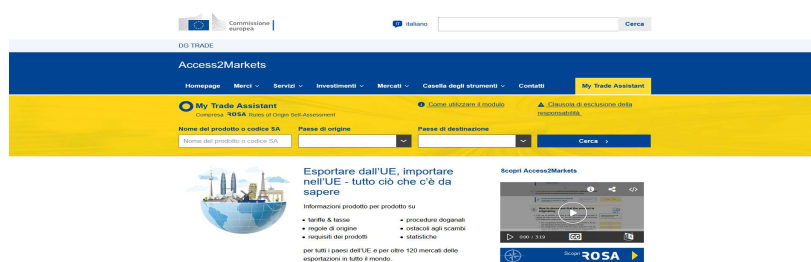 Commissione
europea
it italiano
Cerca
DG TRADE
Access2Markets
Homepage Merci Servizi Investimenti Mercati Casella degli strumenti Contatti My Trade Assistant
My Trade Assistant
Compresa ROSA Rules of Origin Self-Assessment
Come utilizzare il modulo
Clausola di esclusione della
responsabilità
Nome del prodotto o codice SA Paese di origine Paese di destinazione
Nome del prodotto o codice SA
Cerca
Esportare dall'UE, importare
nell'UE - tutto ciò che c'è da
sapere
Informazioni prodotto per prodotto su
• tariffe & tasse
• regole di origine
• requisiti dei prodotti
• procedure doganali
• ostacoli agli scambi
• statistiche
per tutti i paesi dell'UE e per oltre 120 mercati delle
esportazioni in tutto il mondo.
Scopri Access2Markets
0:00 / 3:19
CC
Scopri ROSA